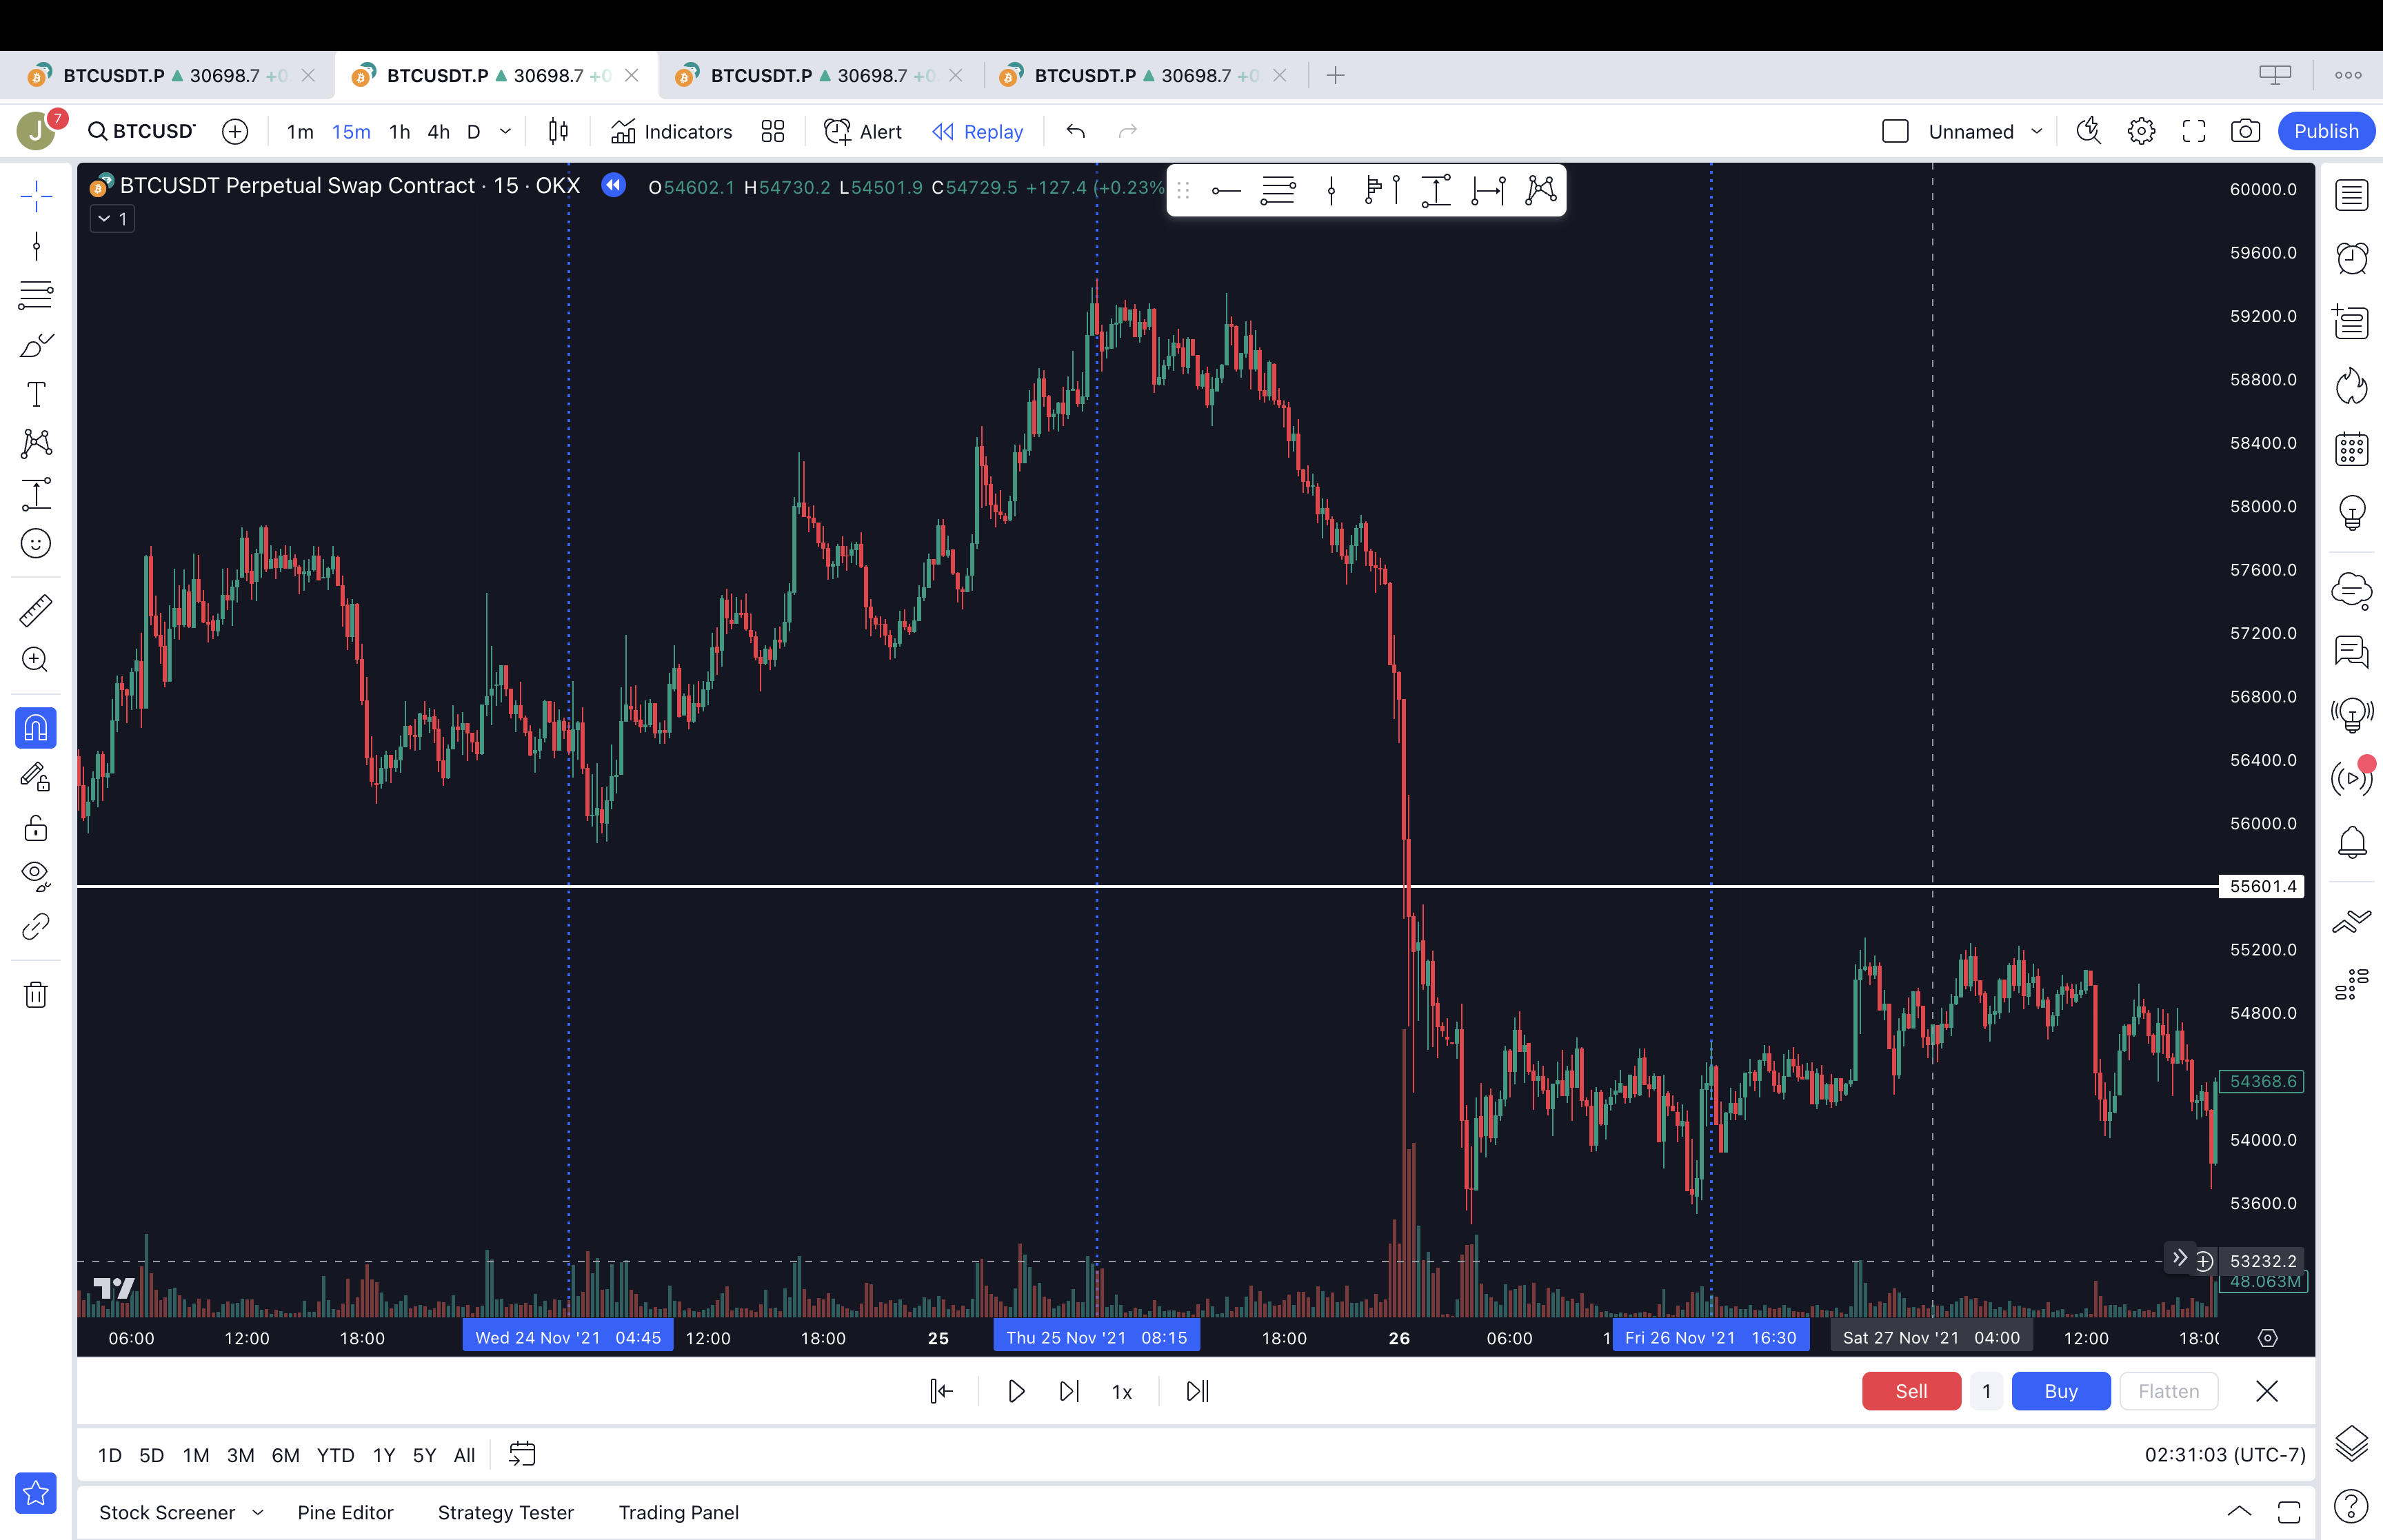 BTCUSDT.P ▲ 30698.7 +0 BTCUSDT.P ▲ 30698.7 +0 BTCUSDT.P ▲ 30698.7 +0 BTCUSDT.P ▲ 30698.7 +0
J 7 BTCUSD 1m 15m 1h 4h D Indicators Alert Replay Unnamed Publish
BTCUSDT Perpetual Swap Contract · 15 · OKX O54602.1 H54730.2 L54501.9 C54729.5 +127.4 (+0.23%
1
60000.0
59600.0
59200.0
58800.0
58400.0
58000.0
57600.0
57200.0
56800.0
56400.0
56000.0
55601.4
55200.0
54800.0
54368.6
54000.0
53600.0
53232.2
48.063M
06:00 12:00 18:00 Wed 24 Nov '21 04:45 12:00 18:00 25 Thu 25 Nov '21 08:15 18:00 26 06:00 1 Fri 26 Nov '21 16:30 Sat 27 Nov '21 04:00 12:00 18:0
1x Sell 1 Buy Flatten
1D 5D 1M 3M 6M YTD 1Y 5Y All 02:31:03 (UTC-7)
Stock Screener Pine Editor Strategy Tester Trading Panel